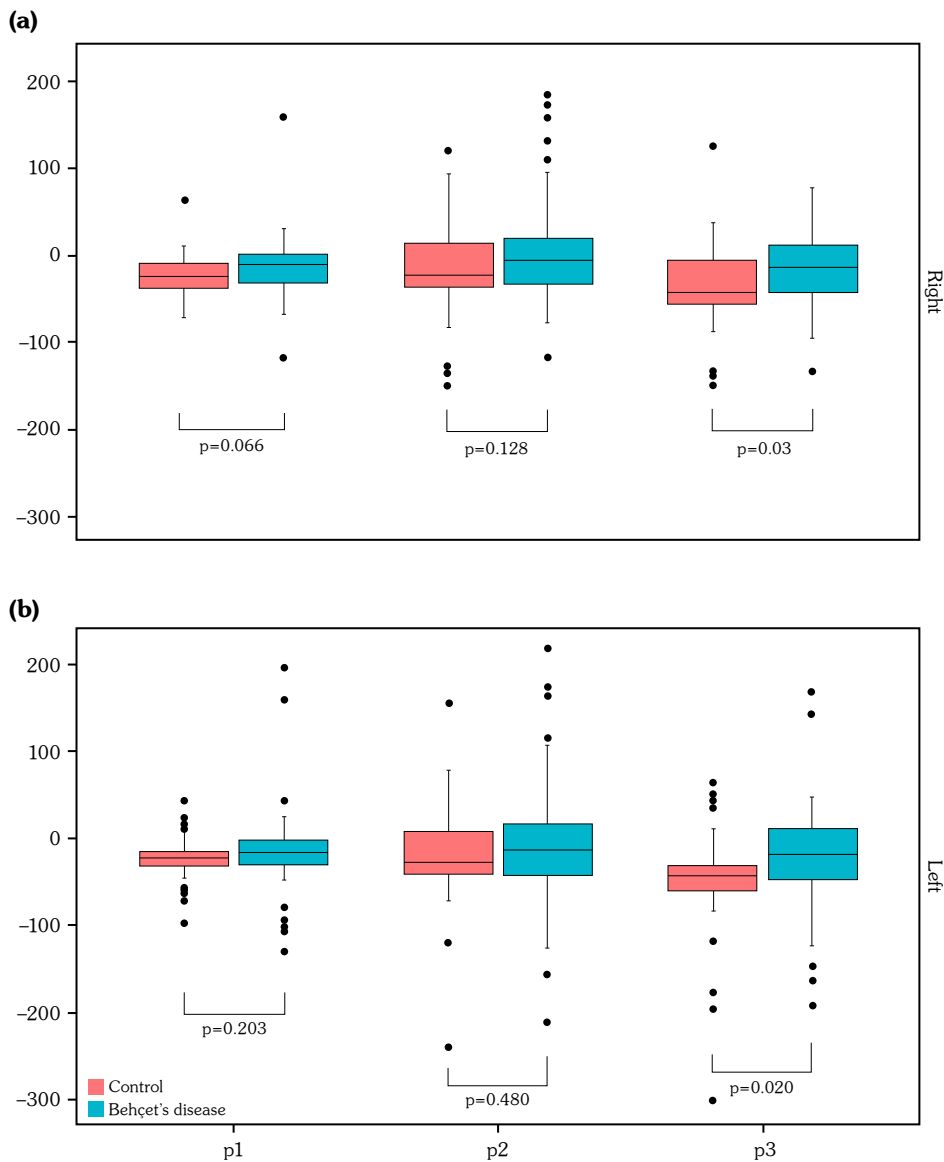 (a)
200
100
0
−100
−200
−300
p=0.066
p=0.128
p=0.03
Right
(b)
200
100
0
−100
−200
−300
p=0.203
p=0.480
p=0.020
Left
Control
Behçet's disease
p1
p2
p3